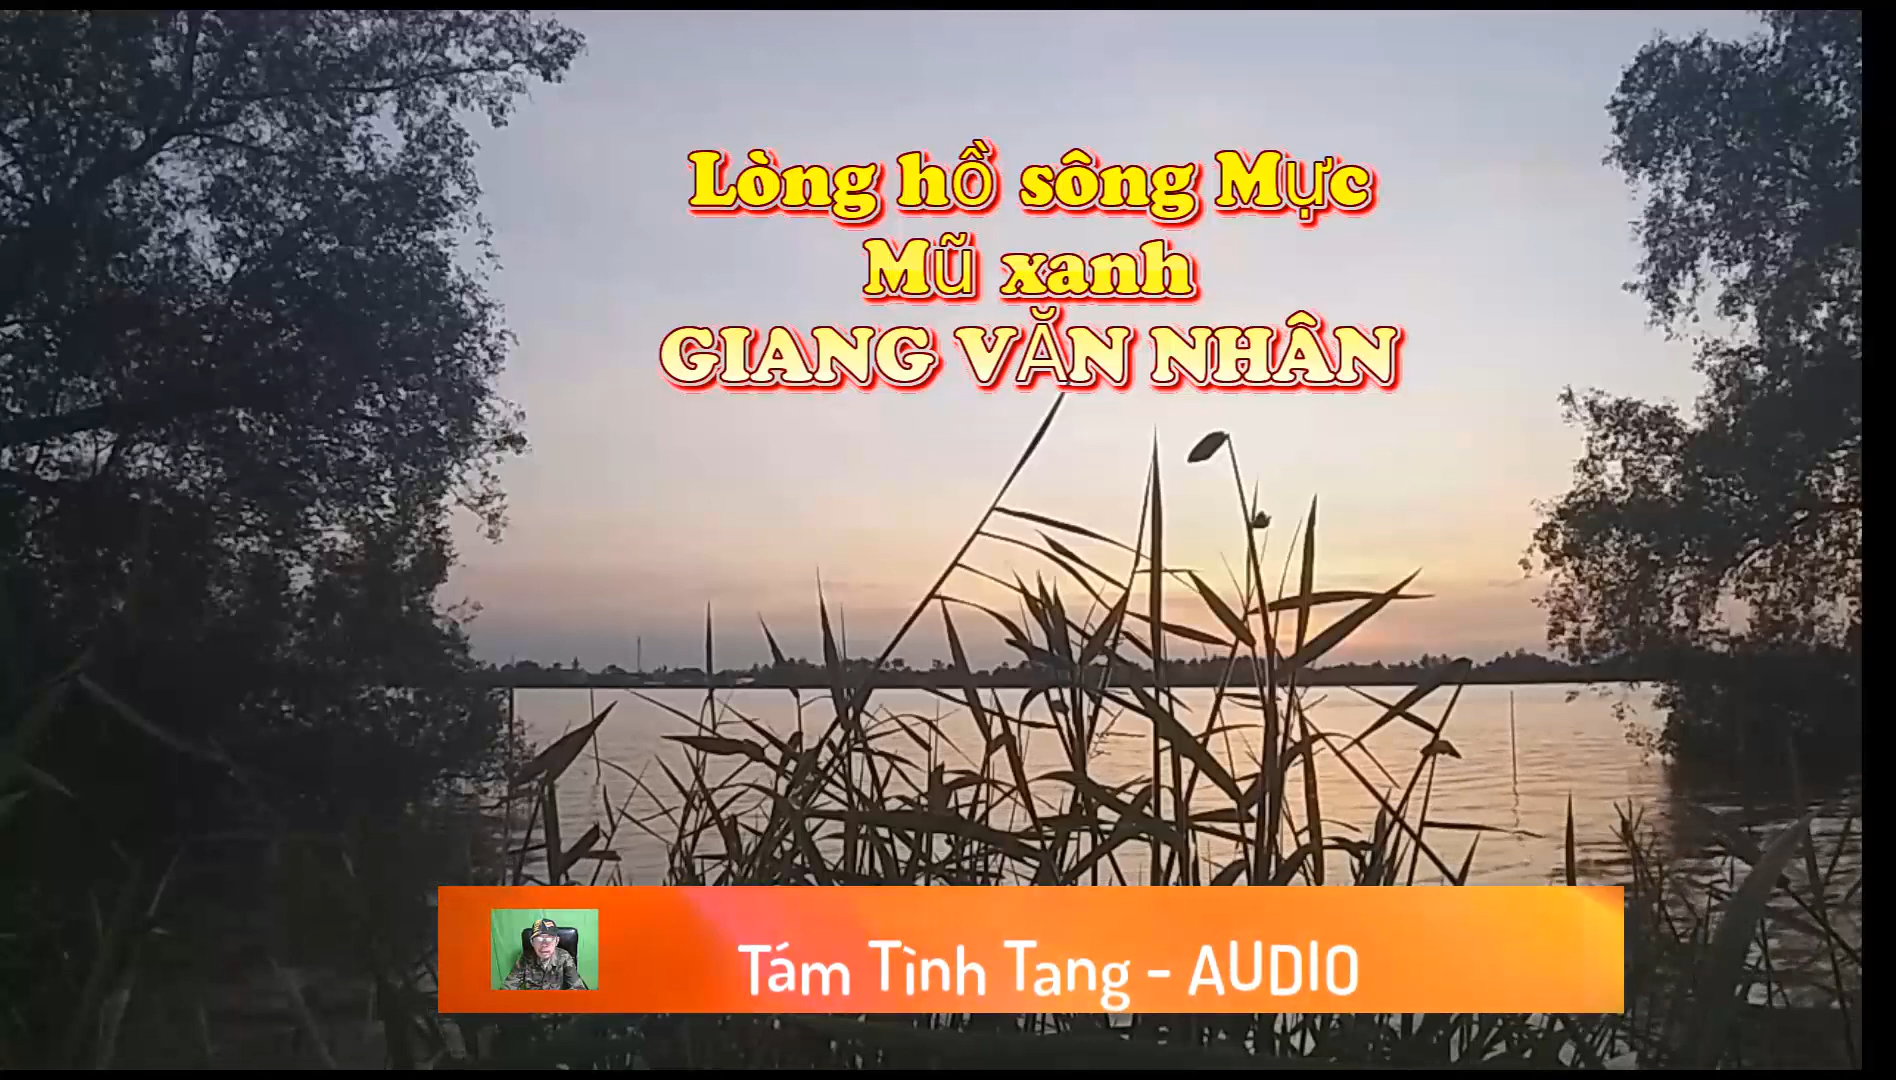 Lòng hồ sông Mực
Mũ xanh
GIANG VĂN NHÂN
Tám Tình Tang - AUDIO